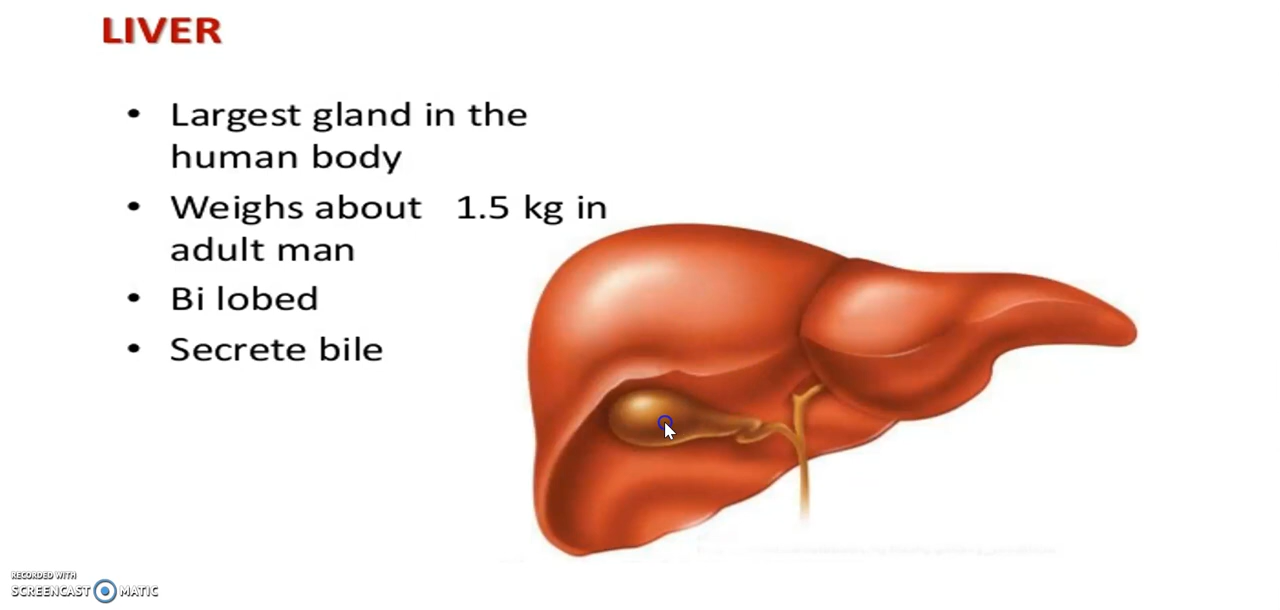 LIVER
• Largest gland in the
human body
• Weighs about 1.5 kg in
adult man
• Bi lobed
• Secrete bile
RECORDED WITH
SCREENCAST MATIC